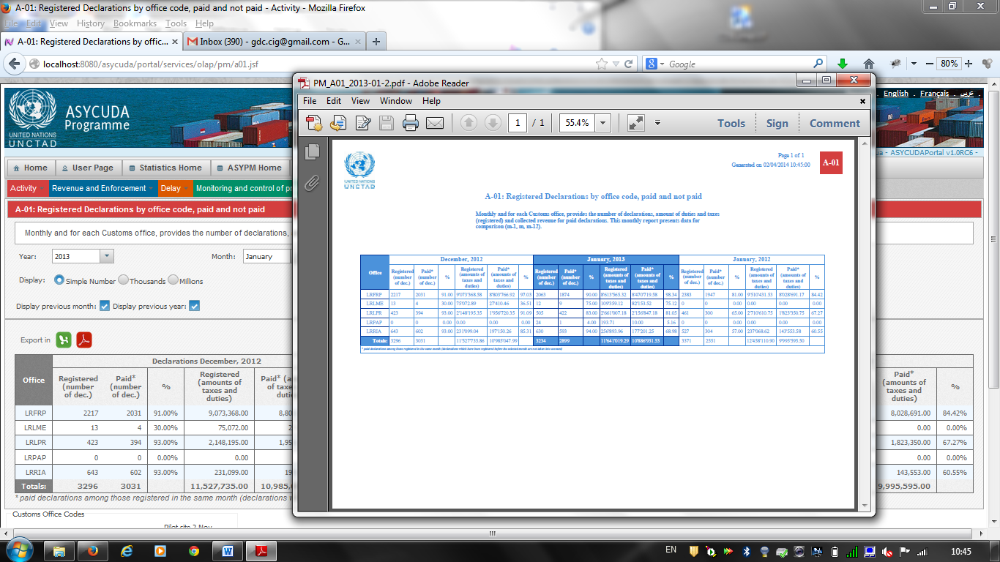 A-01: Registered Declarations by office code, paid and not paid - Activity - Mozilla Firefox
File Edit View History Bookmarks Tools Help
A-01: Registered Declarations by offic... × Inbox (390) - gdc.cig@gmail.com - G... × +
localhost:8080/asycuda/portal/services/olap/pm/a01.jsf
Google
80%
UNITED NATIONS
UNCTAD
ASYCUDA
Programme
. English . Français . عربي .
- ASYCUDAPortal v1.0RC6 -
Home User Page Statistics Home ASYPM Home
Activity Revenue and Enforcement Delay Monitoring and control of pr
A-01: Registered Declarations by office code, paid and not paid
Monthly and for each Customs office, provides the number of declarations,
Year: 2013 Month: January
Display: Simple Number Thousands Millions
Display previous month: Display previous year:
Export in
Declarations December, 2012
Office Registered (number of dec.) Paid* (number of dec.) % Registered (amounts of taxes and duties) Paid* (a of taxe dutie
LRFRP 2217 2031 91.00% 9,073,368.00 8,80
LRLME 13 4 30.00% 75,072.00 2
LRLPR 423 394 93.00% 2,148,195.00 1,95
LRPAP 0 0 0.00% 0.00
LRRIA 643 602 93.00% 231,099.00 19
Totals: 3296 3031 11,527,735.00 10,985,
* paid declarations among those registered in the same month (declarations w
Customs Office Codes
Pilot site 2 Nov
Paid* (amounts of taxes and duties) %
8,028,691.00 84.42%
0.00 0.00%
1,823,350.00 67.27%
0.00 0.00%
143,553.00 60.55%
9,995,595.00
PM_A01_2013-01-2.pdf - Adobe Reader
File Edit View Window Help
1 / 1 55.4% Tools Sign Comment
UNITED NATIONS
UNCTAD
Page 1 of 1
Generated on 02/04/2014 10:45:00
A-01
A-01: Registered Declarations by office code, paid and not paid
Monthly and for each Customs office, provides the number of declarations, amount of duties and taxes
(registered) and collected revenue for paid declarations. This monthly report presents data for
comparison (m-1, m, m-12).
December, 2012 January, 2013 January, 2012
Office Registered (number of dec.) Paid* (number of dec.) % Registered (amounts of taxes and duties) Paid* (amounts of taxes and duties) % Registered (number of dec.) Paid* (number of dec.) % Registered (amounts of taxes and duties) Paid* (amounts of taxes and duties) % Registered (number of dec.) Paid* (number of dec.) % Registered (amounts of taxes and duties) Paid* (amounts of taxes and duties) %
LRFRP 2217 2031 91.00 9'073'368.58 8'803'766.92 97.03 2063 1874 90.00 8'613'565.32 8'470'719.58 98.34 2383 1947 81.00 9'510'431.53 8'028'691.17 84.42
LRLME 13 4 30.00 75'072.89 27'410.46 36.51 12 9 75.00 109'359.12 82'153.52 75.12 0 0 0.00 0.00 0.00 0.00
LRLPR 423 394 93.00 2'148'195.35 1'956'720.35 91.09 505 422 83.00 2'661'007.18 2'156'847.18 81.05 461 300 65.00 2'710'610.75 1'823'350.75 67.27
LRPAP 0 0 0.00 0.00 0.00 0.00 24 1 4.00 193.71 10.00 5.16 0 0 0.00 0.00 0.00 0.00
LRRIA 643 602 93.00 231'099.04 197'150.26 85.31 630 593 94.00 256'893.96 177'201.25 68.98 527 304 57.00 237'068.62 143'553.58 60.55
Totals: 3296 3031 11'527'735.86 10'985'047.99 3234 2899 11'641'019.29 10'886'931.53 3371 2551 12'458'110.90 9'995'595.50
* paid declarations among those registered in the same month (declarations which have been registered before the selected month are not taken into account)
EN 10:45